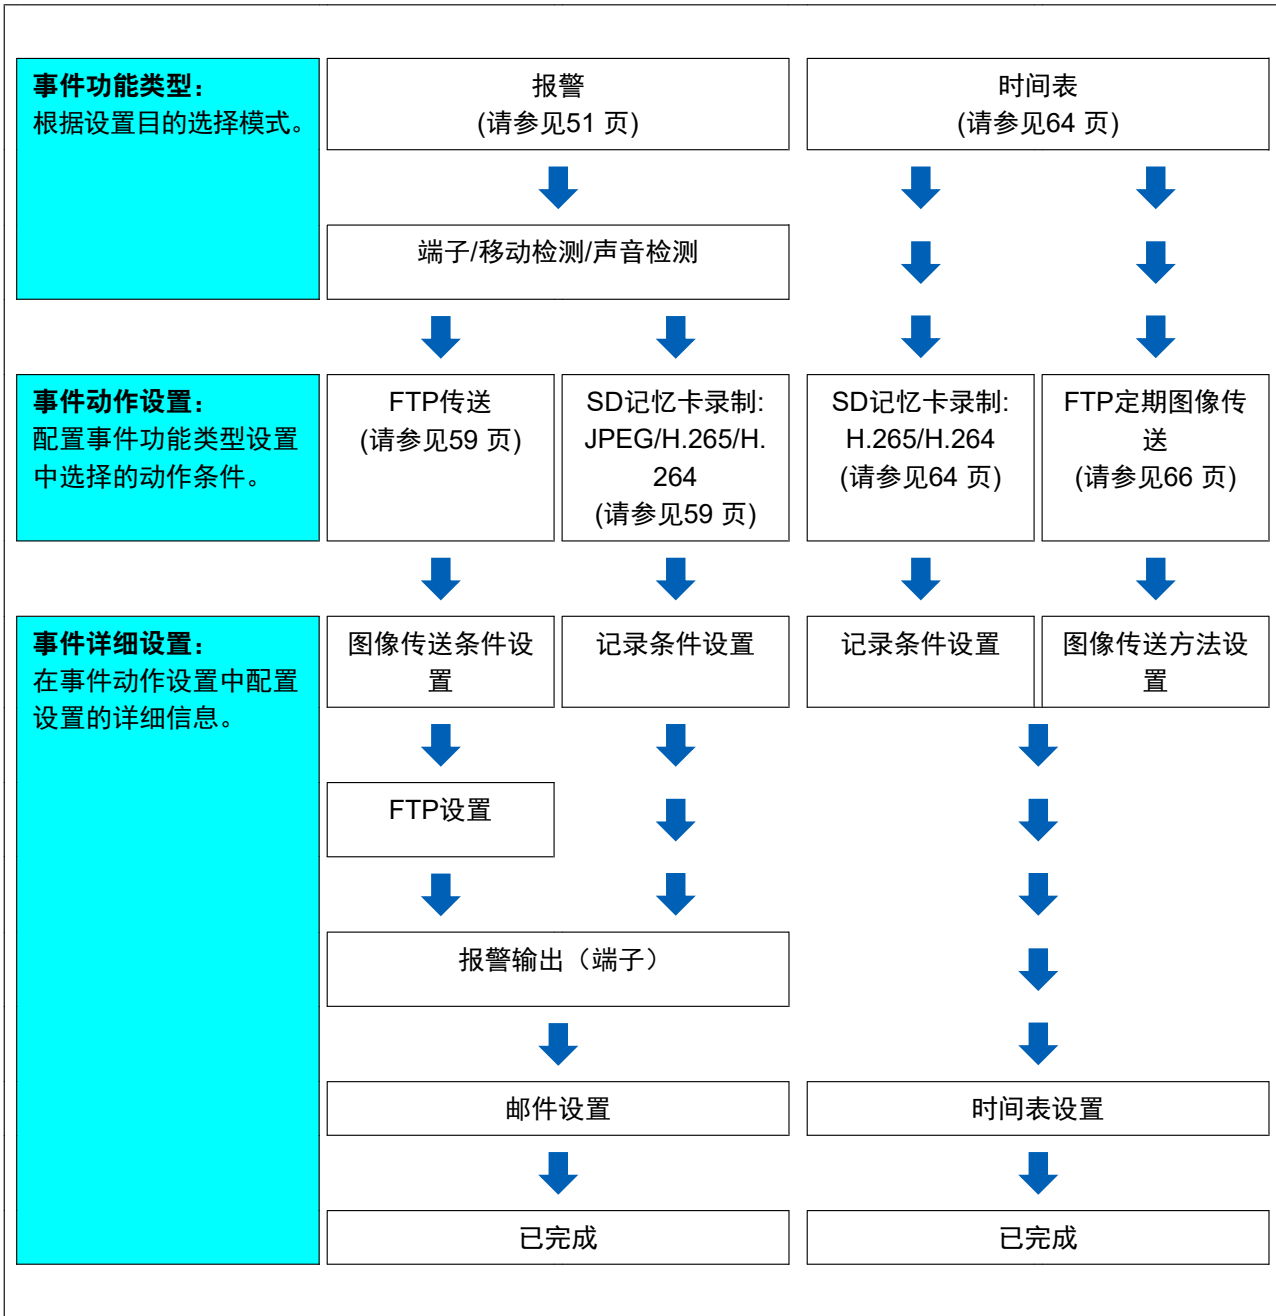 事件功能类型：
根据设置目的选择模式。
报警
(请参见51 页)
时间表
(请参见64 页)
端子/移动检测/声音检测
事件动作设置：
配置事件功能类型设置
中选择的动作条件。
FTP传送
(请参见59 页)
SD记忆卡录制:
JPEG/H.265/H.
264
(请参见59 页)
SD记忆卡录制:
H.265/H.264
(请参见64 页)
FTP定期图像传
送
(请参见66 页)
事件详细设置：
在事件动作设置中配置
设置的详细信息。
图像传送条件设
置
记录条件设置
记录条件设置
图像传送方法设
置
FTP设置
报警输出（端子）
邮件设置
时间表设置
已完成
已完成